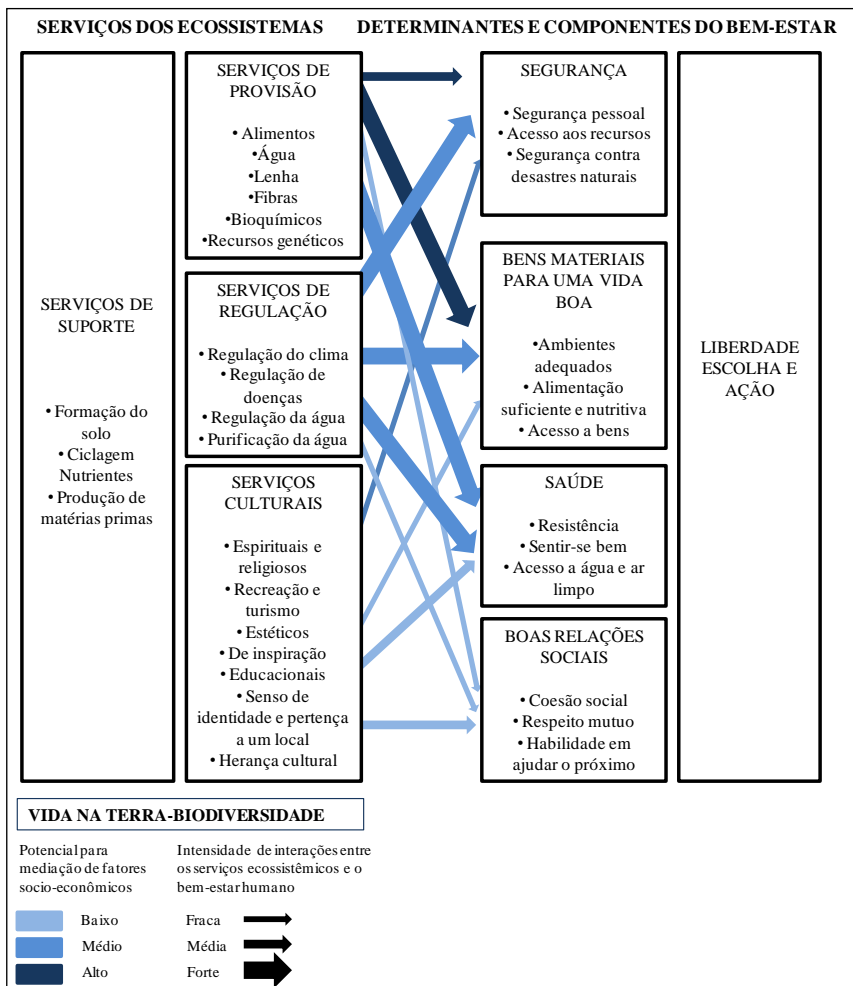 SERVIÇOS DOS ECOSSISTEMAS
DETERMINANTES E COMPONENTES DO BEM-ESTAR
SERVIÇOS DE
SUPORTE
• Formação do
solo
• Ciclagem
Nutrientes
• Produção de
matérias primas
SERVIÇOS DE
PROVISÃO
• Alimentos
•Água
•Lenha
•Fibras
•Bioquímicos
•Recursos genéticos
SERVIÇOS DE
REGULAÇÃO
• Regulação do clima
• Regulação de
doenças
• Regulação da água
• Purificação da água
SERVIÇOS
CULTURAIS
• Espirituais e
religiosos
• Recreação e
turismo
• Estéticos
• De inspiração
• Educacionais
• Senso de
identidade e pertença
a um local
• Herança cultural
SEGURANÇA
• Segurança pessoal
• Acesso aos recursos
• Segurança contra
desastres naturais
BENS MATERIAIS
PARA UMA VIDA
BOA
•Ambientes
adequados
• Alimentação
suficiente e nutritiva
• Acesso a bens
SAÚDE
• Resistência
• Sentir-se bem
• Acesso a água e ar
limpo
BOAS RELAÇÕES
SOCIAIS
• Coesão social
• Respeito mutuo
• Habilidade em
ajudar o próximo
LIBERDADE
ESCOLHA E
AÇÃO
VIDA NA TERRA-BIODIVERSIDADE
Potencial para
mediação de fatores
socio-econômicos
Baixo
Médio
Alto
Intensidade de interações entre
os serviços ecossistêmicos e o
bem-estar humano
Fraca
Média
Forte